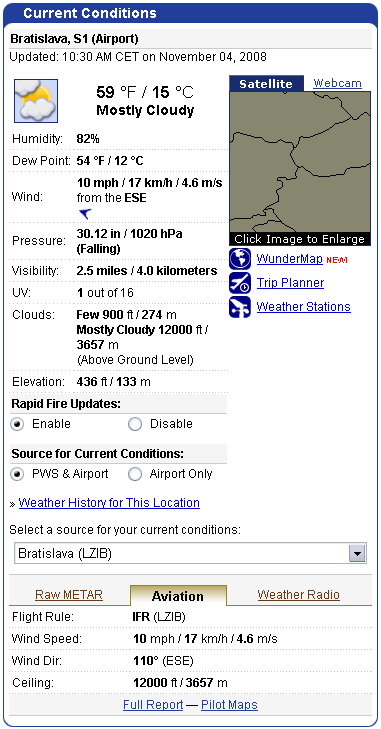 Current Conditions
Bratislava, S1 (Airport)
Updated: 10:30 AM CET on November 04, 2008
59 °F / 15 °C
Mostly Cloudy
Satellite
Webcam
Click Image to Enlarge
WunderMap NEW!
Trip Planner
Weather Stations
Humidity: 82%
Dew Point: 54 °F / 12 °C
Wind: 10 mph / 17 km/h / 4.6 m/s
from the ESE
Pressure: 30.12 in / 1020 hPa
(Falling)
Visibility: 2.5 miles / 4.0 kilometers
UV: 1 out of 16
Clouds: Few 900 ft / 274 m
Mostly Cloudy 12000 ft /
3657 m
(Above Ground Level)
Elevation: 436 ft / 133 m
Rapid Fire Updates:
Enable Disable
Source for Current Conditions:
PWS & Airport Airport Only
» Weather History for This Location
Select a source for your current conditions:
Bratislava (LZIB)
Raw METAR Aviation Weather Radio
Flight Rule: IFR (LZIB)
Wind Speed: 10 mph / 17 km/h / 4.6 m/s
Wind Dir: 110° (ESE)
Ceiling: 12000 ft / 3657 m
Full Report — Pilot Maps